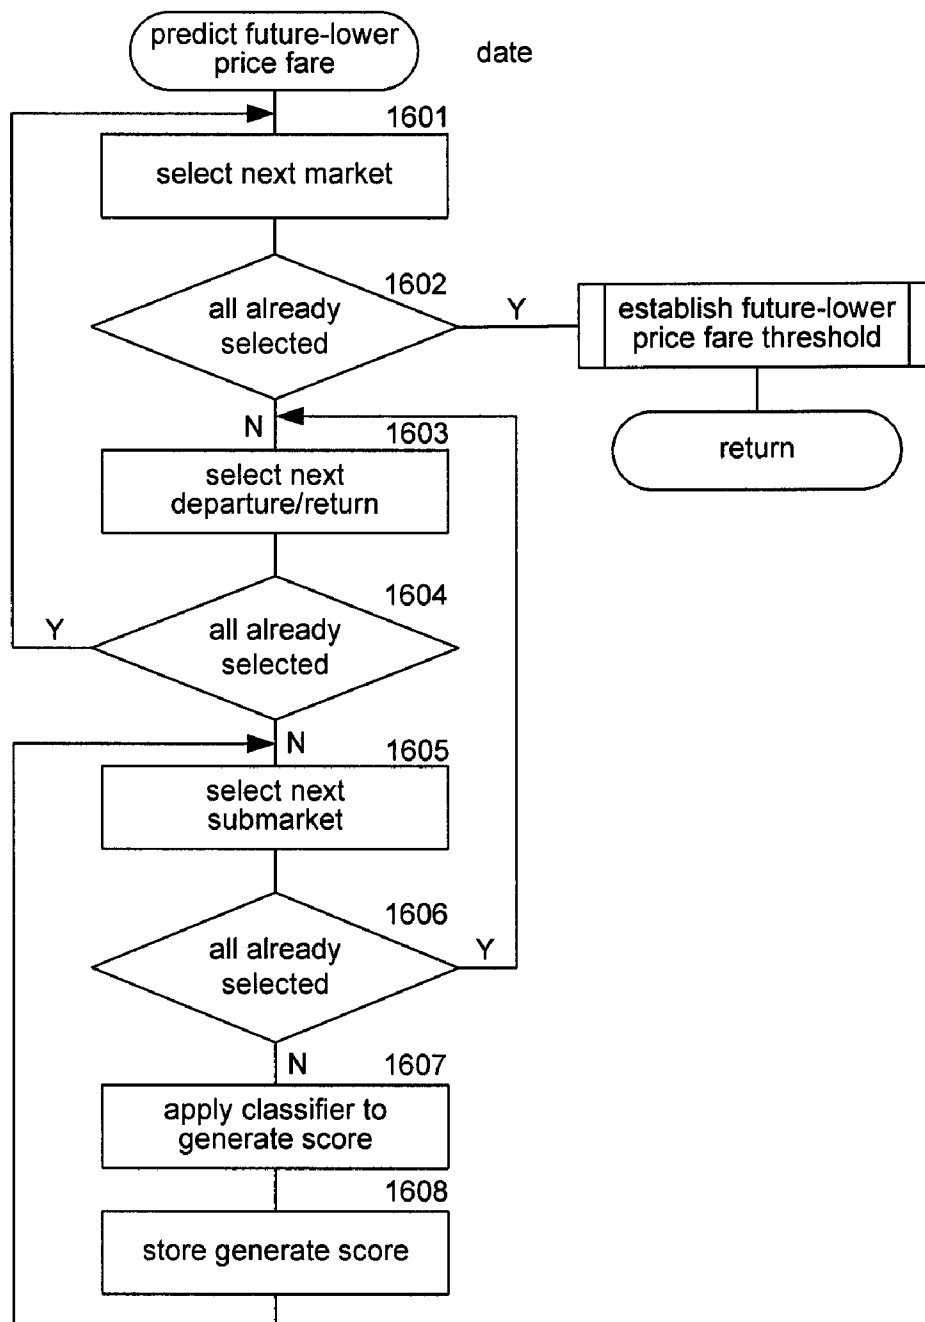 predict future-lower
price fare
date
1601
select next market
1602
all already
selected
Y
establish future-lower
price fare threshold
N
1603
return
select next
departure/return
1604
all already
selected
Y
N
1605
select next
submarket
1606
all already
selected
Y
N
1607
apply classifier to
generate score
1608
store generate score